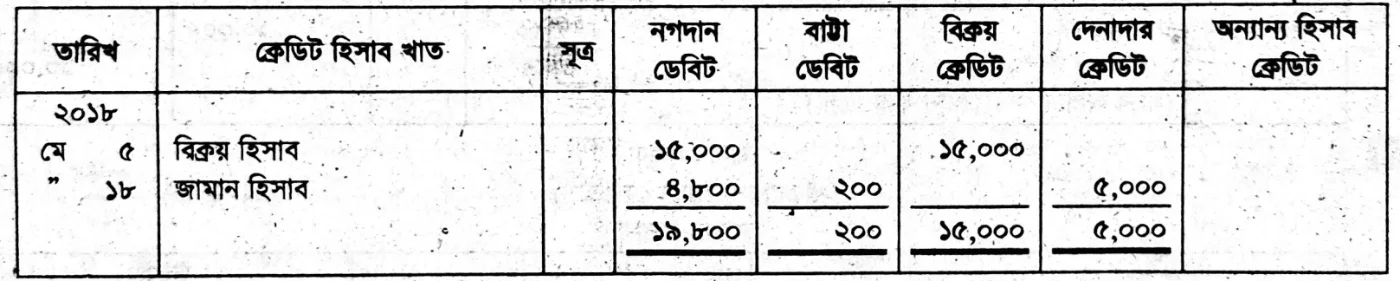 তারিখ | ক্রেডিট হিসাব খাত | সূত্র | নগদান ডেবিট | বাট্টা ডেবিট | বিক্রয় ক্রেডিট | দেনাদার ক্রেডিট | অন্যান্য হিসাব ক্রেডিট
২০১৮
মে ৫ | বিক্রয় হিসাব | ১৫,০০০ | ১৫,০০০
” ১৮ | জামান হিসাব | ৪,৮০০ | ২০০ | ৫,০০০
১৯,৮০০ | ২০০ | ১৫,০০০ | ৫,০০০